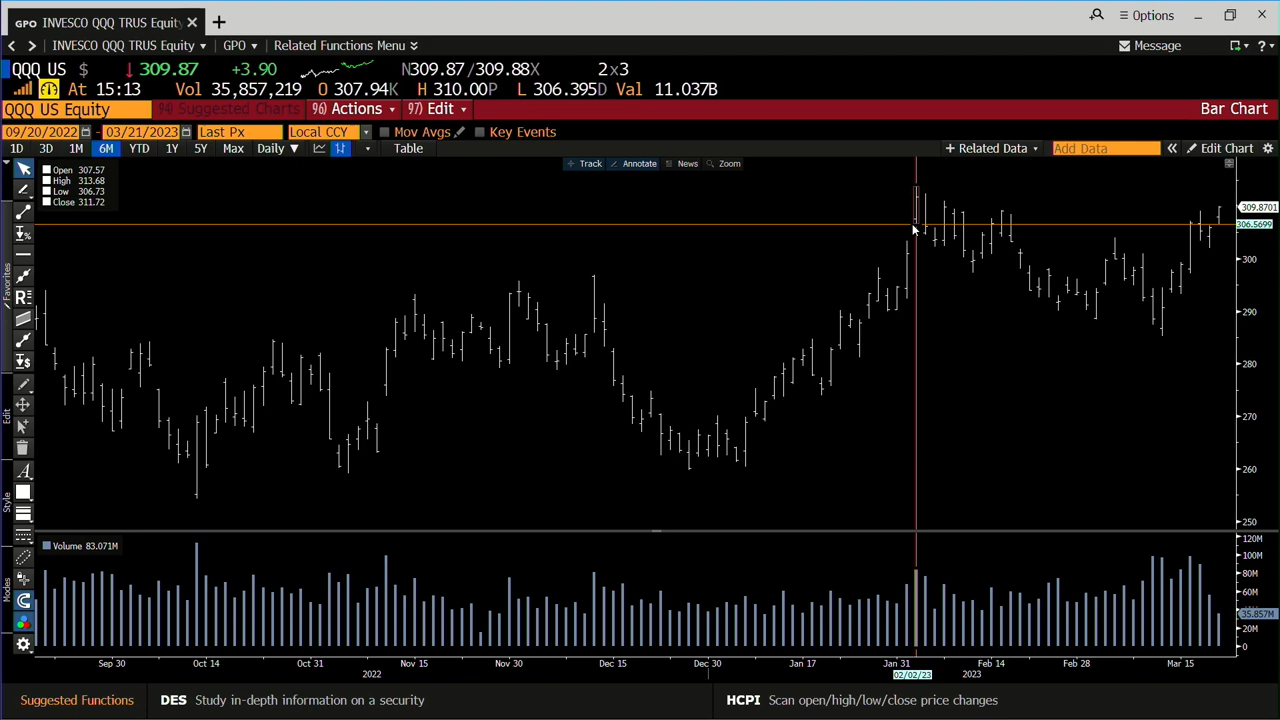 GPO INVESCO QQQ TRUS Equity × +
Options
INVESCO QQQ TRUS Equity GPO Related Functions Menu Message
QQQ US $ ↓309.87 +3.90 N309.87/309.88X 2x3
At 15:13 Vol 35,857,219 O 307.94K H 310.00P L 306.395D Val 11.037B
QQQ US Equity 94) Suggested Charts 96) Actions 97) Edit Bar Chart
09/20/2022 - 03/21/2023 Last Px Local CCY Mov Avgs Key Events
1D 3D 1M 6M YTD 1Y 5Y Max Daily ▼ Table + Related Data Add Data « Edit Chart
Track Annotate News Zoom
Open 307.57
High 313.68
Low 306.73
Close 311.72
309.8701
306.5699
300
290
280
270
260
250
Favorites
Edit
Style
Modes
Volume 83.071M
120M
100M
80M
60M
35.857M
20M
0
Sep 30 Oct 14 Oct 31 Nov 15 Nov 30 Dec 15 Dec 30 Jan 17 Jan 31 Feb 14 Feb 28 Mar 15
2022 02/02/23 2023
Suggested Functions DES Study in-depth information on a security HCPI Scan open/high/low/close price changes